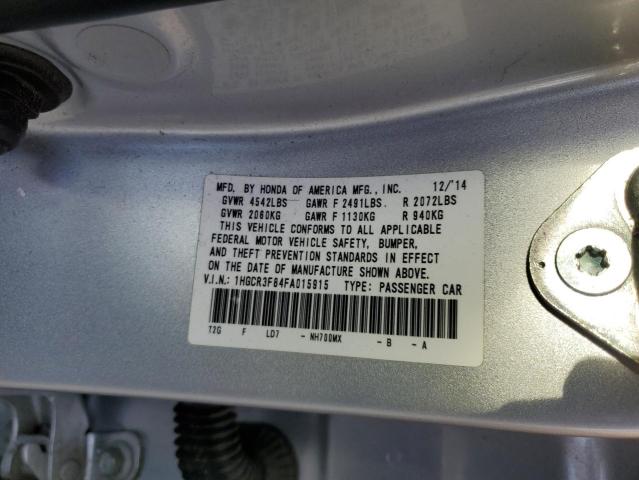 MFD. BY HONDA OF AMERICA MFG., INC. 12/'14
GVWR 4542LBS GAWR F 2491LBS. R 2072LBS
GVWR 2060KG GAWR F 1130KG R 940KG
THIS VEHICLE CONFORMS TO ALL APPLICABLE
FEDERAL MOTOR VEHICLE SAFETY, BUMPER,
AND THEFT PREVENTION STANDARDS IN EFFECT
ON THE DATE OF MANUFACTURE SHOWN ABOVE.
V.I.N.: 1HGCR3F84FA015915 TYPE: PASSENGER CAR
T2G F LD7 - NH700MX - B - A